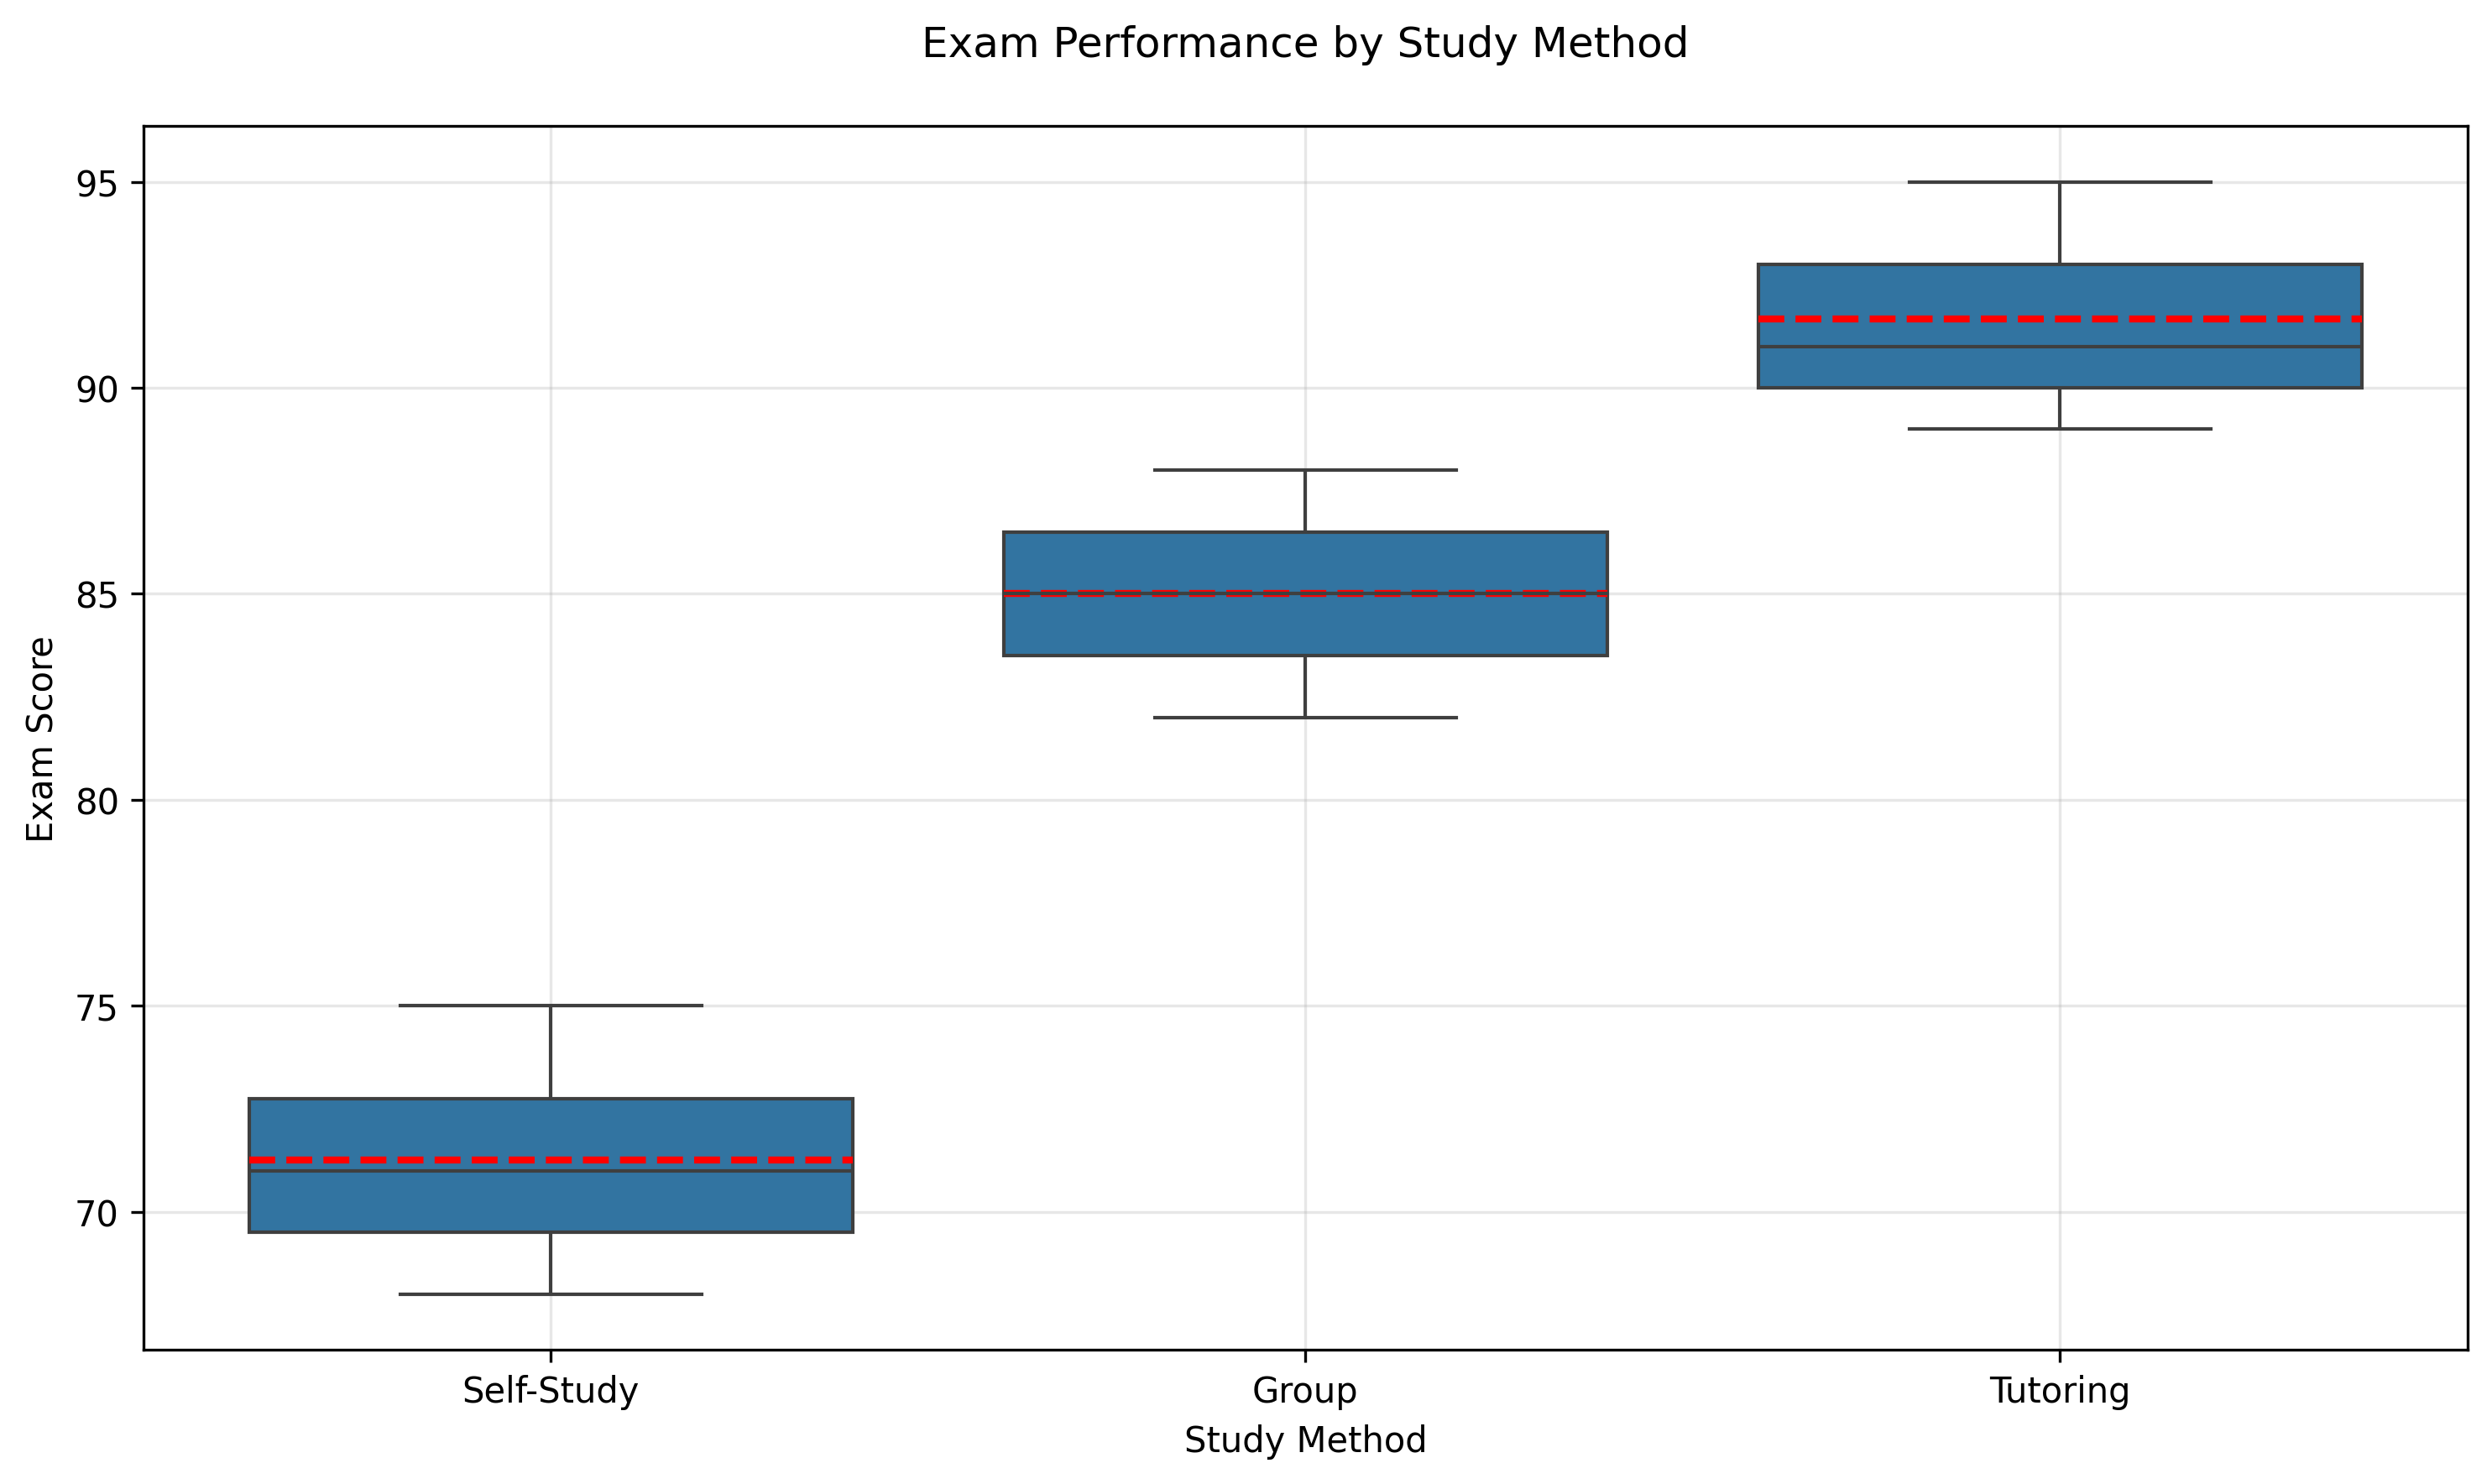 Exam Performance by Study Method
Exam Score
95
90
85
80
75
70
Self-Study
Group
Tutoring
Study Method